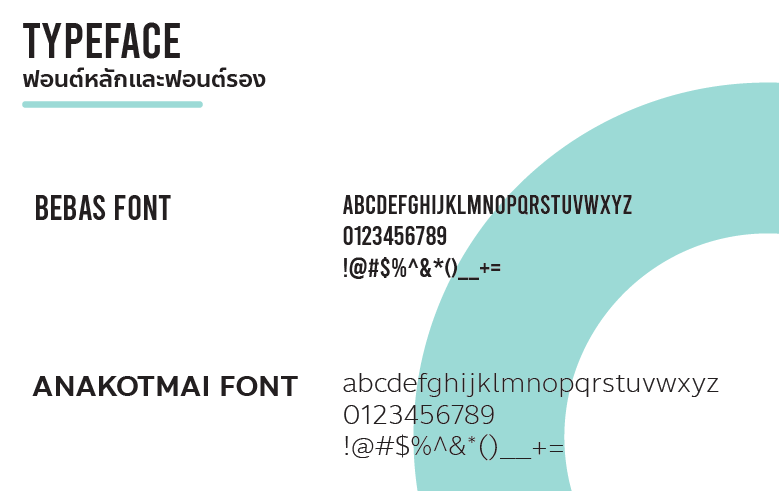 TYPEFACE
ฟอนต์หลักและฟอนต์รอง
BEBAS FONT
ABCDEFGHIJKLMNOPQRSTUVWXYZ
0123456789
!@#$%^&*()__+=
ANAKOTMAI FONT
abcdefghijklmnopqrstuvwxyz
0123456789
!@#$%^&*()__+=